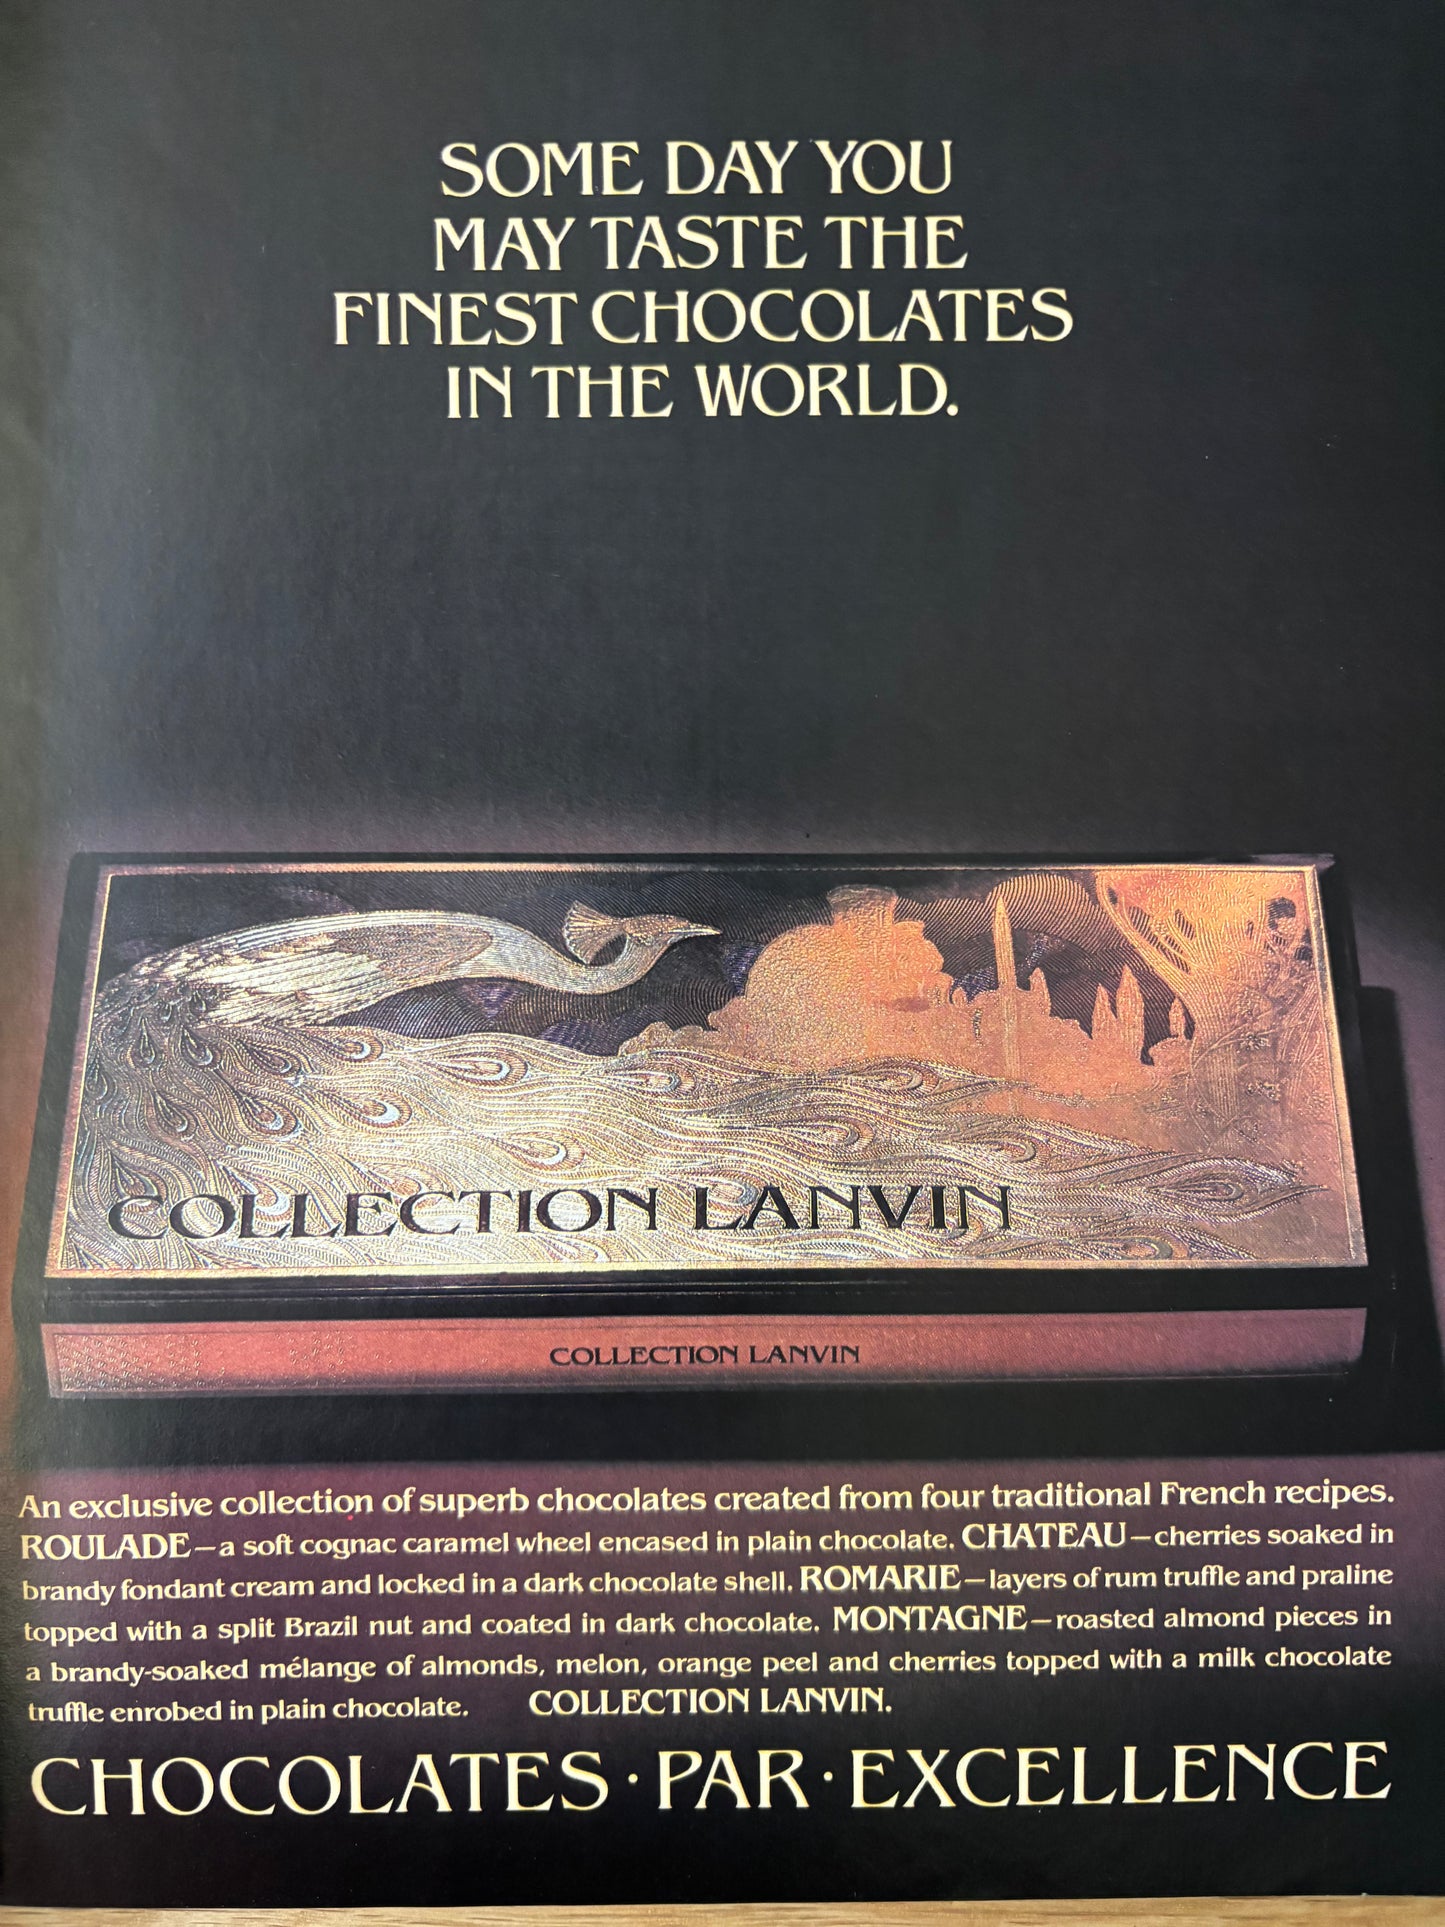 SOME DAY YOU
MAY TASTE THE
FINEST CHOCOLATES
IN THE WORLD.
COLLECTION LANVIN
COLLECTION LANVIN
An exclusive collection of superb chocolates created from four traditional French recipes.
ROULADE—a soft cognac caramel wheel encased in plain chocolate. CHATEAU—cherries soaked in
brandy fondant cream and locked in a dark chocolate shell. ROMARIE—layers of rum truffle and praline
topped with a split Brazil nut and coated in dark chocolate. MONTAGNE—roasted almond pieces in
a brandy-soaked mélange of almonds, melon, orange peel and cherries topped with a milk chocolate
truffle enrobed in plain chocolate. COLLECTION LANVIN.
CHOCOLATES·PAR·EXCELLENCE